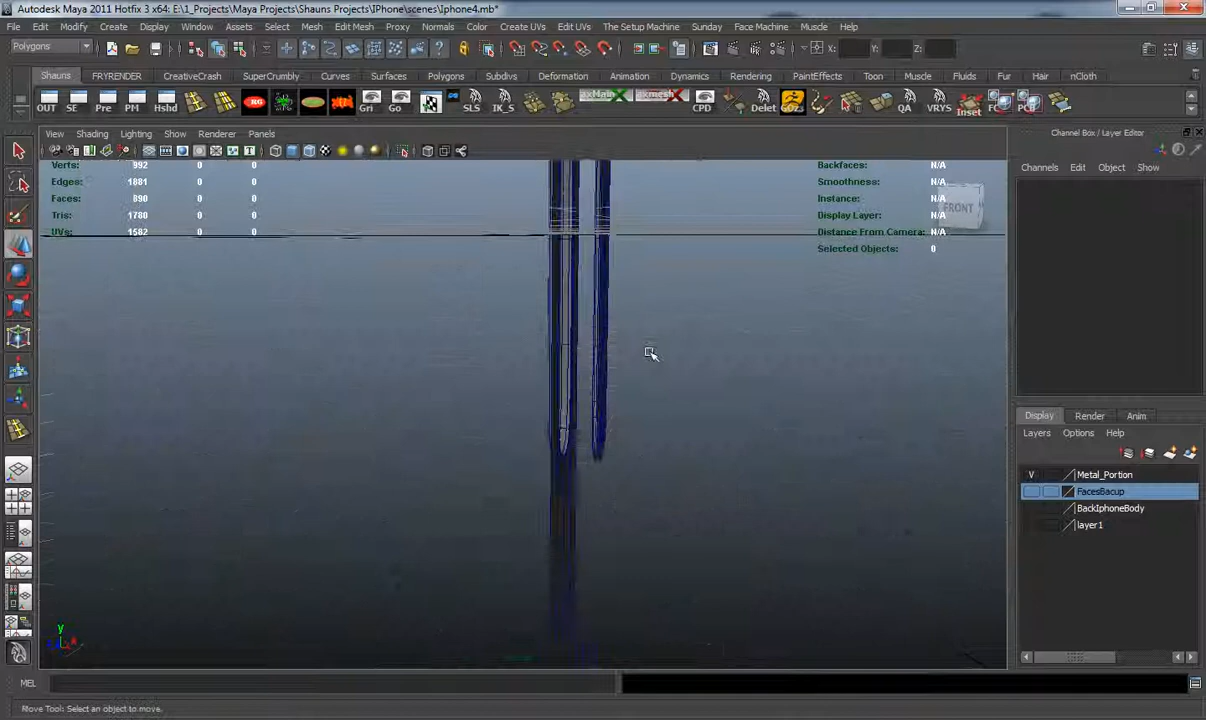 Autodesk Maya 2011 Hotfix 3 x64: E:\1_Projects\Maya Projects\Shauns Projects\IPhone\scenes\Iphone4.mb*
File Edit Modify Create Display Window Assets Select Mesh Edit Mesh Proxy Normals Color Create UVs Edit UVs The Setup Machine Face Machine Muscle Help
Polygons X: Y: Z:
Shauns FRYRENDER CreativeCrash SuperCrumbly Curves Surfaces Polygons Subdivs Deformation Animation Dynamics Rendering PaintEffects Toon Muscle Fluids Fur Hair nCloth
OUT SE Pre PM Hshd Gri Go SLS IK_S CPD Delet GOz3 QA VRYS Inset
View Shading Lighting Show Renderer Panels
Channel Box / Layer Editor
Channels Edit Object Show
Verts: 992 0 0
Edges: 1881 0 0
Faces: 890 0 0
Tris: 1780 0 0
UVs: 1582 0 0
Backfaces: N/A
Smoothness: N/A
Instance: N/A
Display Layer: N/A
Distance From Camera: N/A
Selected Objects: 0
FRONT
Display Render Anim
Layers Options Help
V Metal_Portion
FacesBacup
BackIphoneBody
layer1
y
MEL
Move Tool: Select an object to move.